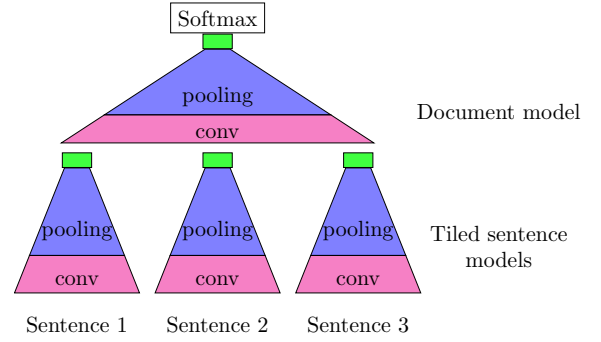 Softmax
pooling
Document model
conv
pooling pooling pooling
Tiled sentence
models
conv conv conv
Sentence 1 Sentence 2 Sentence 3